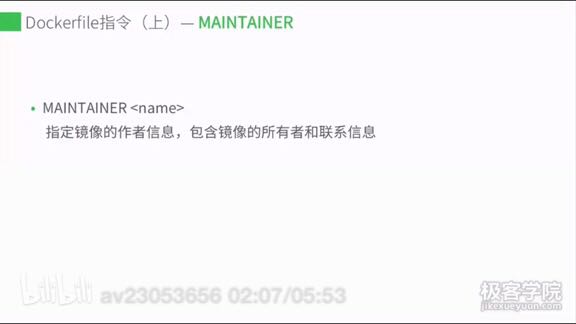 Dockerfile指令（上）— MAINTAINER
• MAINTAINER <name>
指定镜像的作者信息，包含镜像的所有者和联系信息
bilibili av23053656 02:07/05:53
极客学院
jikexueyuan.com